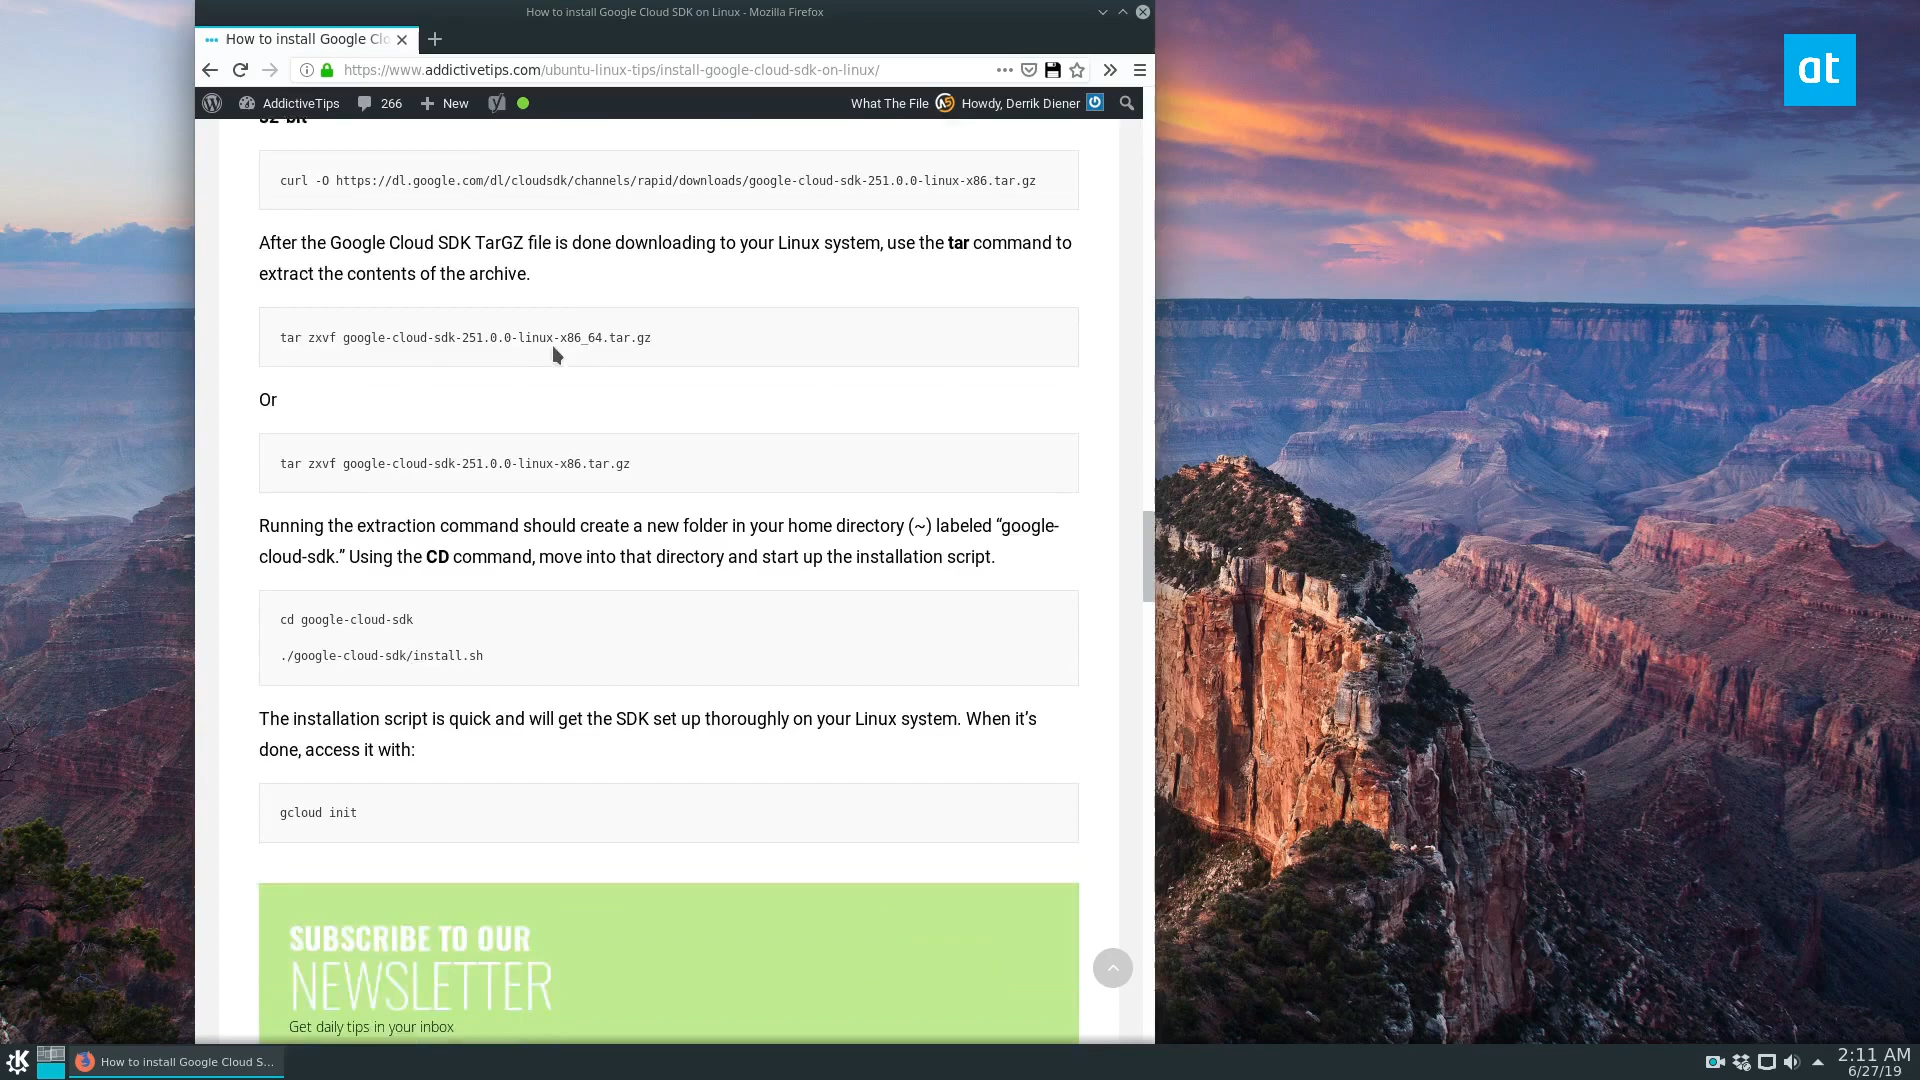 How to install Google Cloud SDK on Linux - Mozilla Firefox
How to install Google Clo
https://www.addictivetips.com/ubuntu-linux-tips/install-google-cloud-sdk-on-linux/
AddictiveTips 266 New What The File Howdy, Derrik Diener
at
32-bit
curl -O https://dl.google.com/dl/cloudsdk/channels/rapid/downloads/google-cloud-sdk-251.0.0-linux-x86.tar.gz
After the Google Cloud SDK TarGZ file is done downloading to your Linux system, use the tar command to
extract the contents of the archive.
tar zxvf google-cloud-sdk-251.0.0-linux-x86_64.tar.gz
Or
tar zxvf google-cloud-sdk-251.0.0-linux-x86.tar.gz
Running the extraction command should create a new folder in your home directory (~) labeled “google-
cloud-sdk.” Using the CD command, move into that directory and start up the installation script.
cd google-cloud-sdk
./google-cloud-sdk/install.sh
The installation script is quick and will get the SDK set up thoroughly on your Linux system. When it’s
done, access it with:
gcloud init
SUBSCRIBE TO OUR
NEWSLETTER
Get daily tips in your inbox
How to install Google Cloud S...
2:11 AM
6/27/19